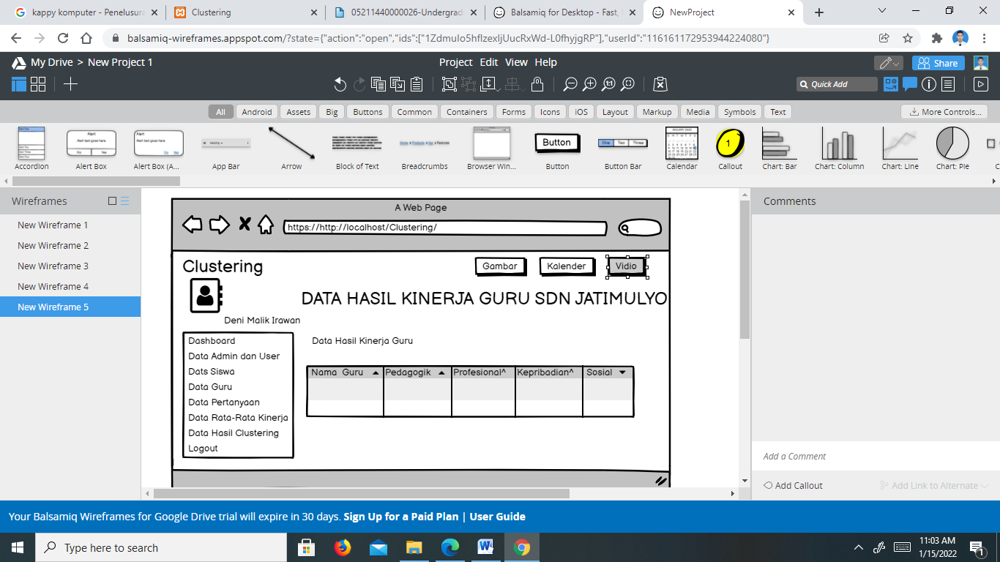 kappy komputer - Penelusura
Clustering
05211440000026-Undergrad
Balsamiq for Desktop - Fast,
NewProject
balsamiq-wireframes.appspot.com/?state={"action":"open","ids":["1ZdmuIo5hfIzexIjUucRxWd-L0fhyjgRP"],"userId":"116161172953944224080"}
My Drive > New Project 1
Project Edit View Help
Share
Quick Add
All Android Assets Big Buttons Common Containers Forms Icons iOS Layout Markup Media Symbols Text
More Controls...
Button
1
Accordion Alert Box Alert Box (A... App Bar Arrow Block of Text Breadcrumbs Browser Win... Button Button Bar Calendar Callout Chart: Bar Chart: Column Chart: Line Chart: Pie
Wireframes
New Wireframe 1
New Wireframe 2
New Wireframe 3
New Wireframe 4
New Wireframe 5
A Web Page
https://http://localhost/Clustering/
Clustering
Gambar Kalender Vidio
DATA HASIL KINERJA GURU SDN JATIMULYO
Deni Malik Irawan
Dashboard
Data Admin dan User
Dats Siswa
Data Guru
Data Pertanyaan
Data Rata-Rata Kinerja
Data Hasil Clustering
Logout
Data Hasil Kinerja Guru
Nama Guru Pedagogik Profesional^ Kepribadian^ Sosial
Comments
Add a Comment
Add Callout
Add Link to Alternate
Your Balsamiq Wireframes for Google Drive trial will expire in 30 days. Sign Up for a Paid Plan | User Guide
Type here to search
11:03 AM
1/15/2022
1